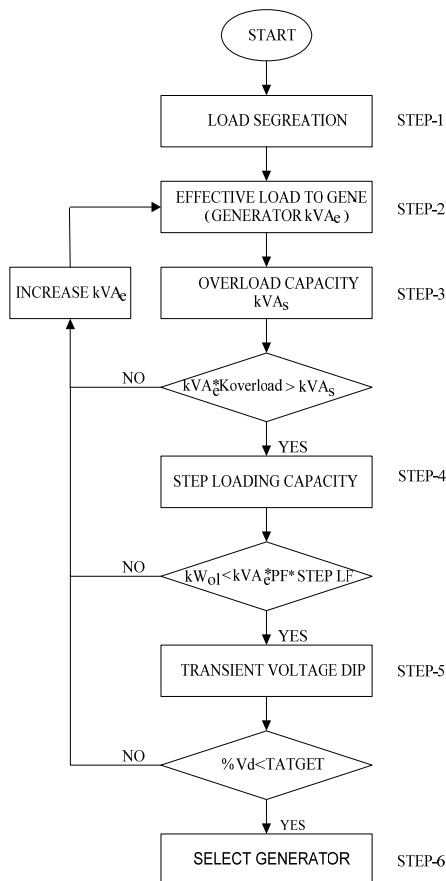 START
LOAD SEGREATION
STEP-1
EFFECTIVE LOAD TO GENE
(GENERATOR kVAe)
STEP-2
INCREASE kVAe
OVERLOAD CAPACITY
kVAs
STEP-3
NO
kVAe*Koverload > kVAs
YES
STEP LOADING CAPACITY
STEP-4
NO
kWol<kVAe*PF* STEP LF
YES
TRANSIENT VOLTAGE DIP
STEP-5
NO
%Vd<TATGET
YES
SELECT GENERATOR
STEP-6